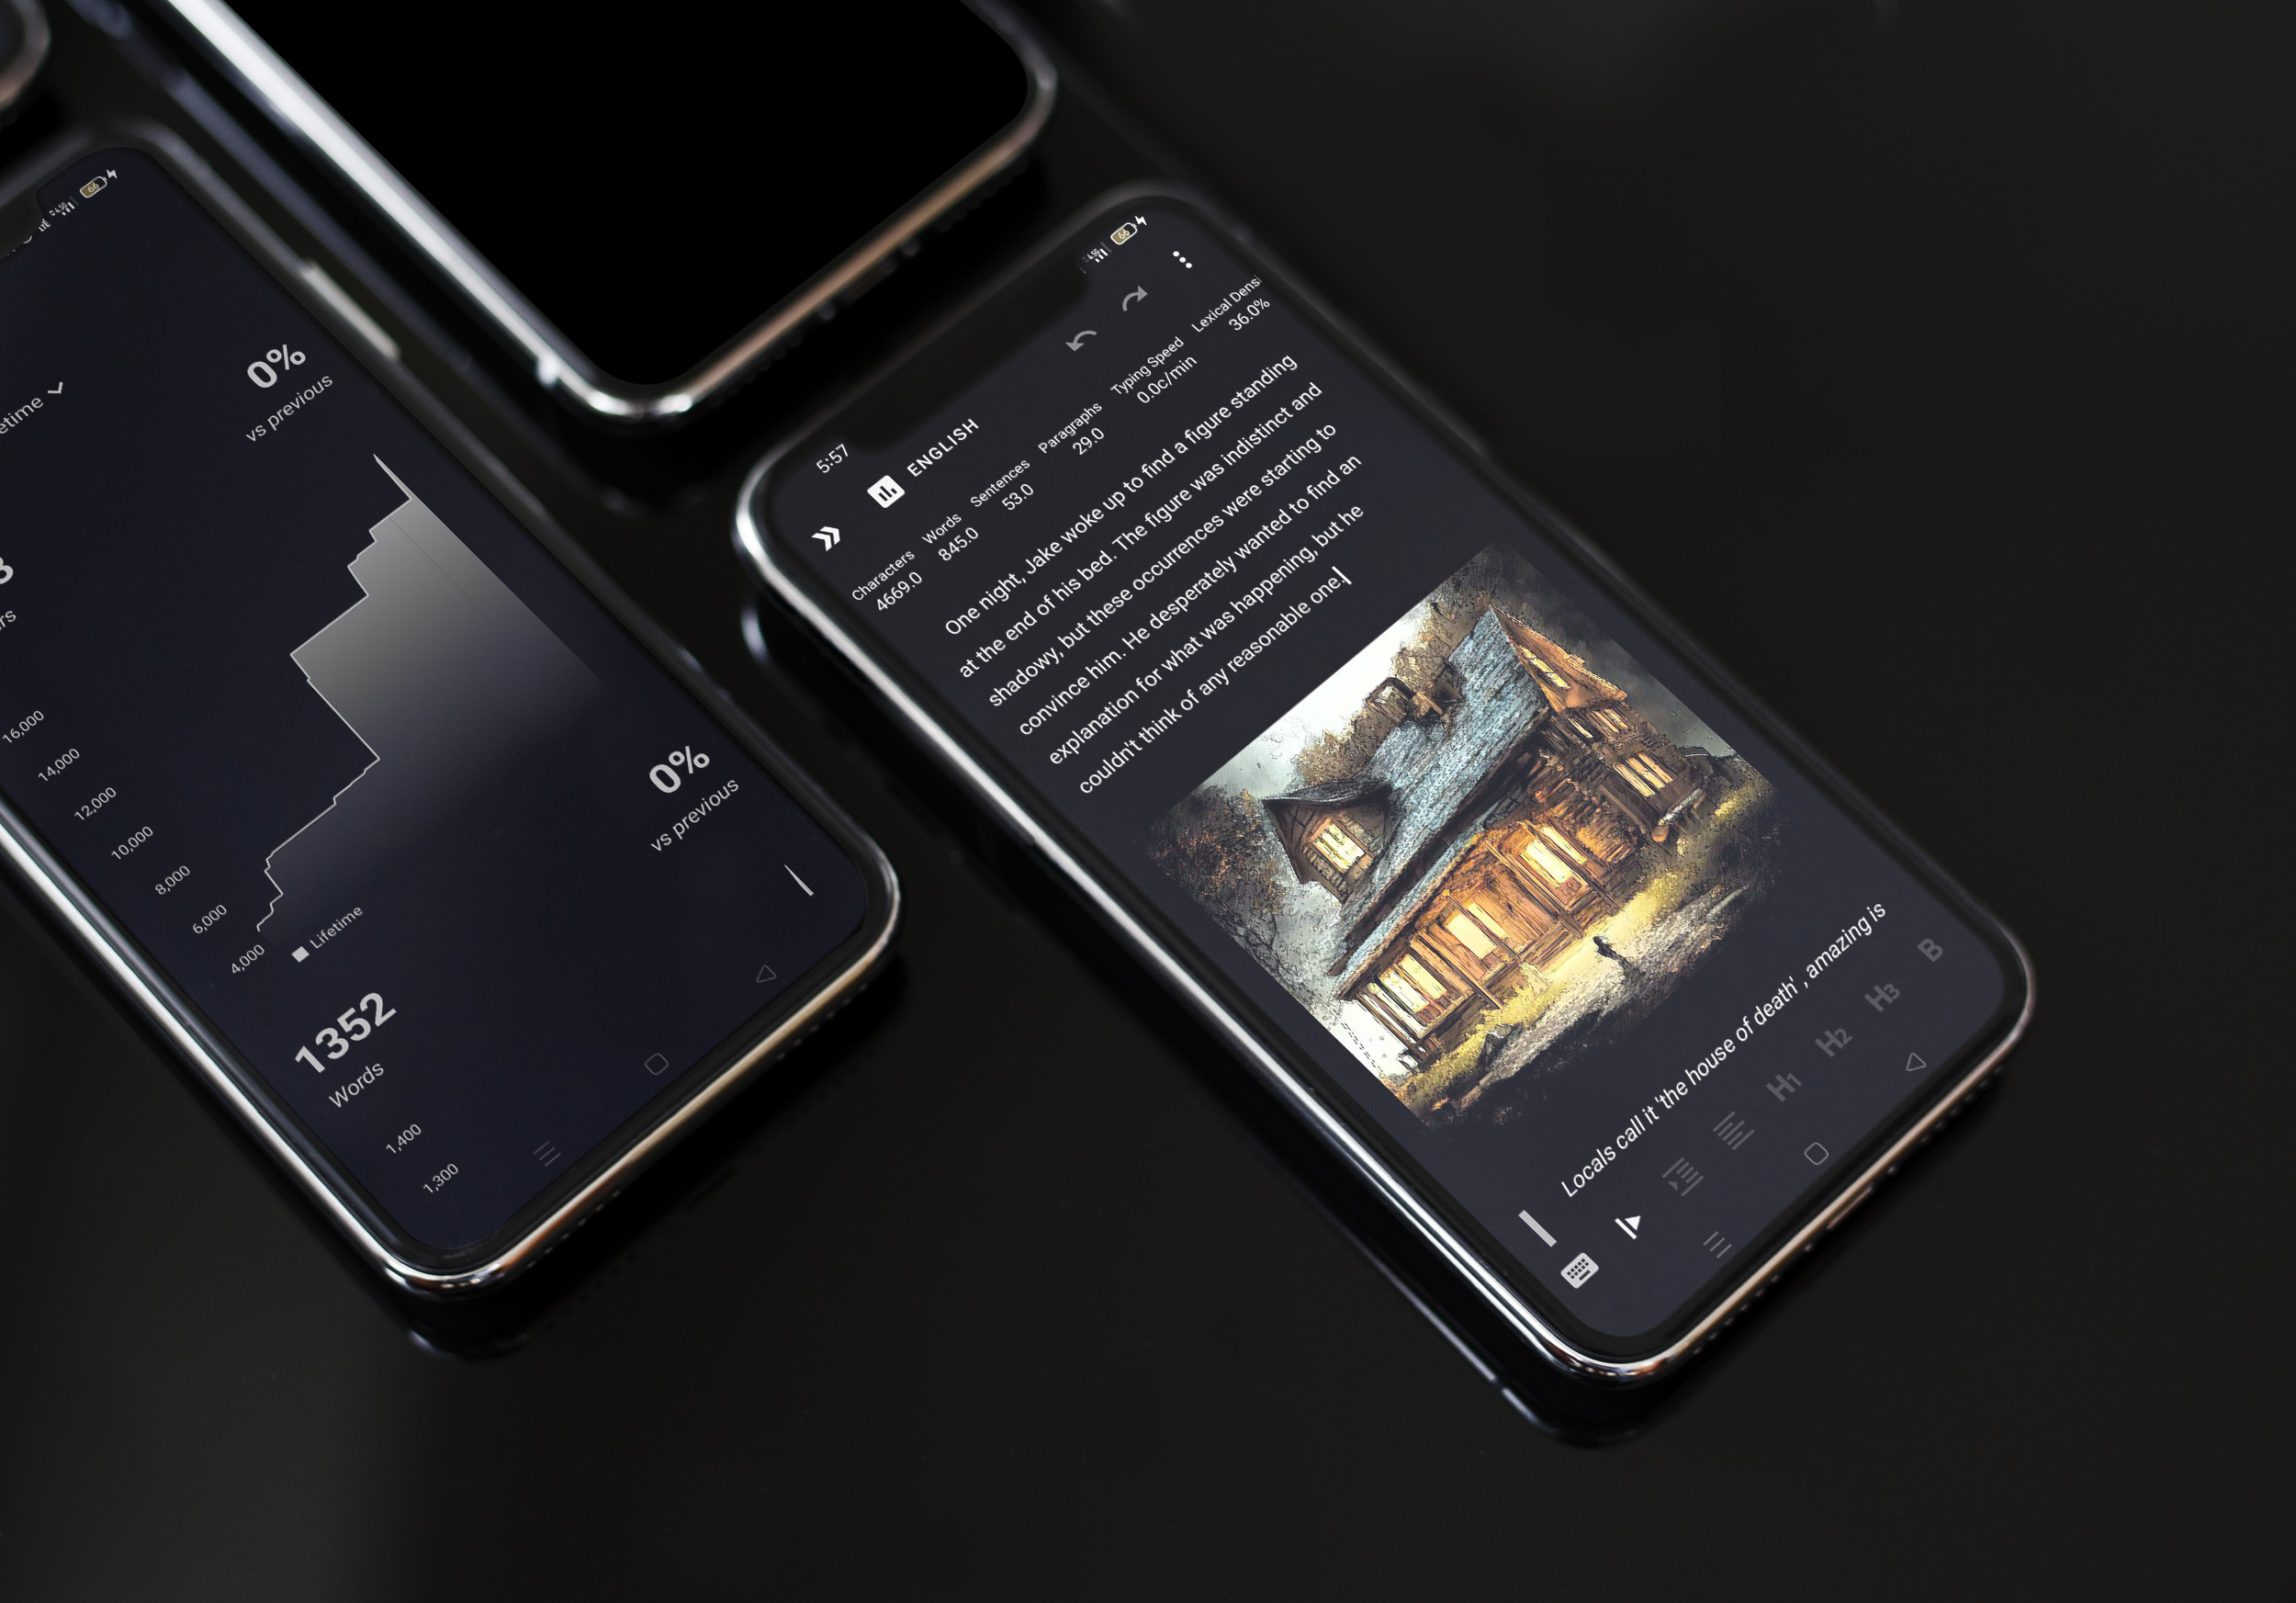 66
etime
0%
vs previous
3
rs
16,000
14,000
12,000
10,000
8,000
6,000
4,000
Lifetime
0%
vs previous
1352
Words
1,400
1,300
5:57
66
ENGLISH
Characters Words Sentences Paragraphs Typing Speed Lexical Densi
4669.0 845.0 53.0 29.0 0.0c/min 36.0%
One night, Jake woke up to find a figure standing
at the end of his bed. The figure was indistinct and
shadowy, but these occurrences were starting to
convince him. He desperately wanted to find an
explanation for what was happening, but he
couldn't think of any reasonable one.
Locals call it 'the house of death' , amazing is
H1 H2 H3 B